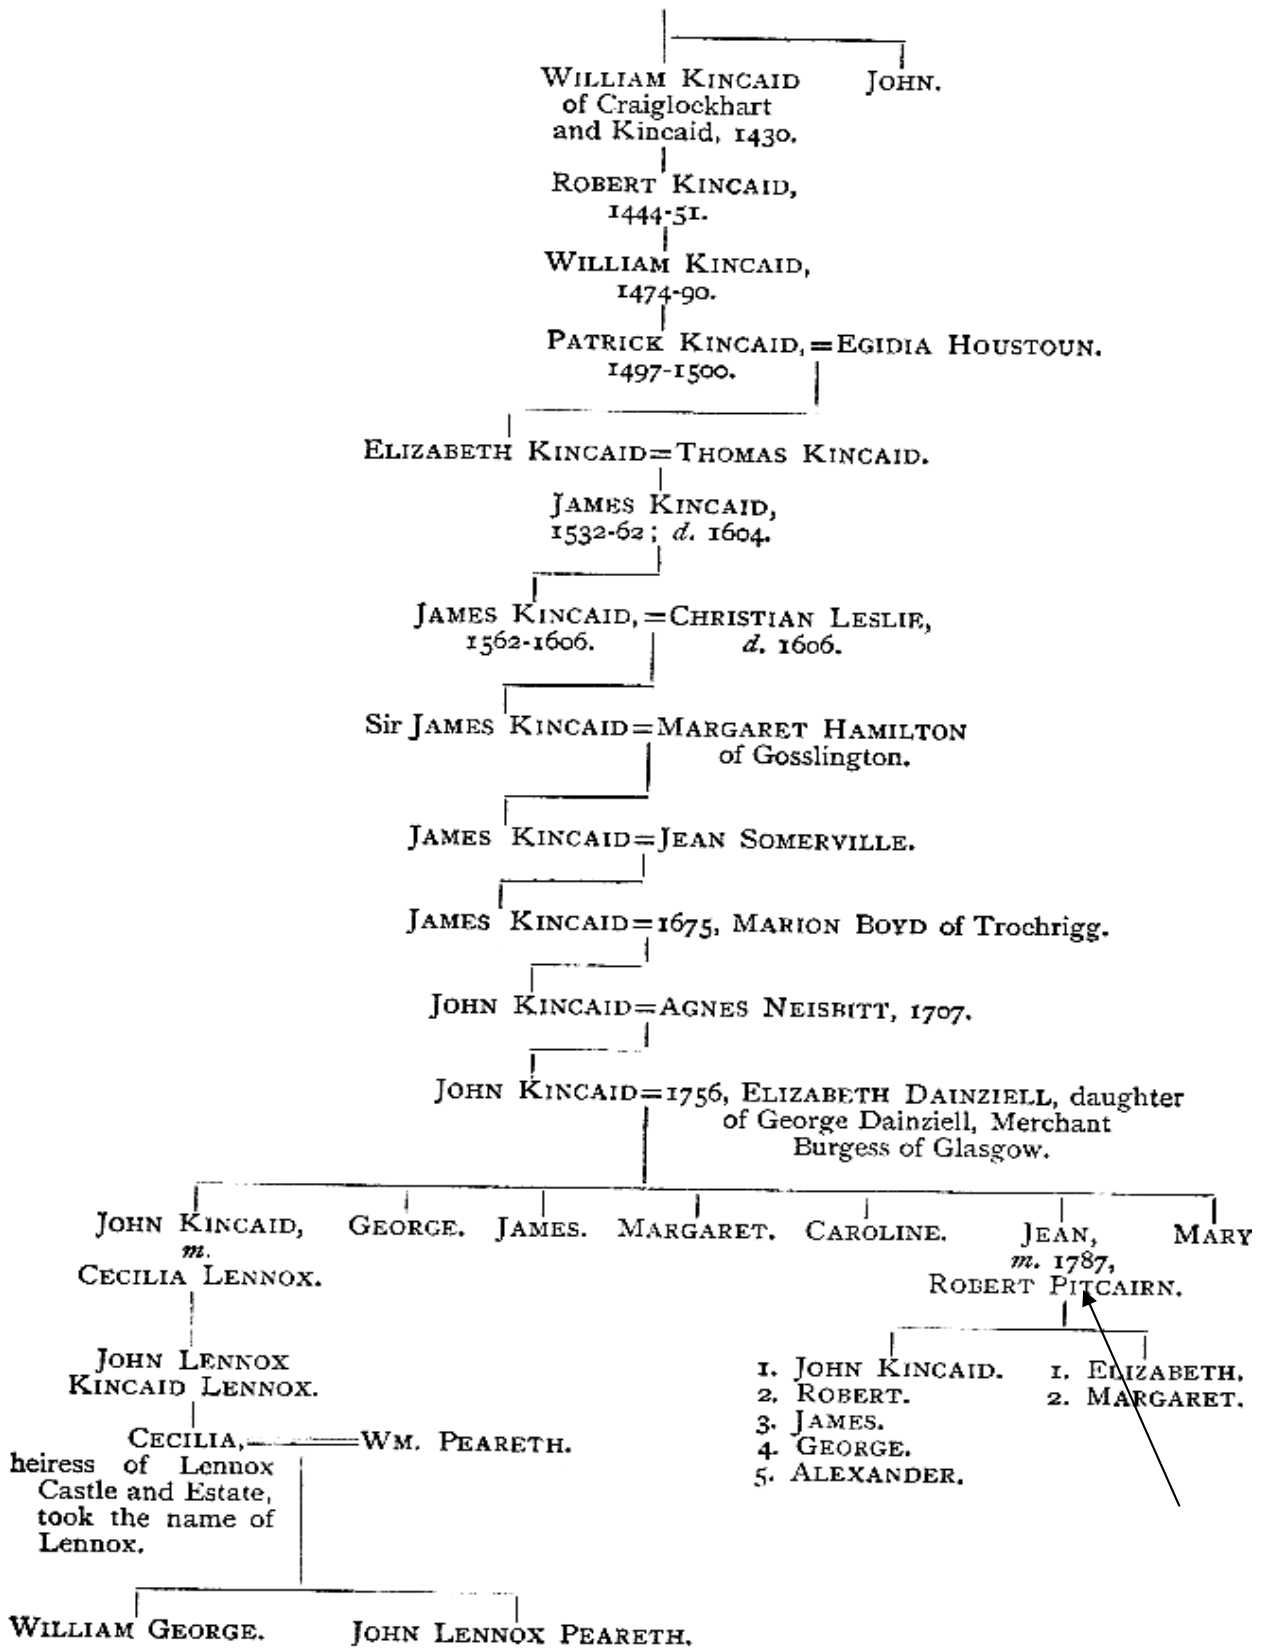 WILLIAM KINCAID
of Craiglockhart
and Kincaid, 1430.
JOHN.
ROBERT KINCAID,
1444-51.
WILLIAM KINCAID,
1474-90.
PATRICK KINCAID, = EGIDIA HOUSTOUN.
1497-1500.
ELIZABETH KINCAID = THOMAS KINCAID.
JAMES KINCAID,
1532-62; d. 1604.
JAMES KINCAID, = CHRISTIAN LESLIE,
1562-1606. d. 1606.
Sir JAMES KINCAID = MARGARET HAMILTON
of Gosslington.
JAMES KINCAID = JEAN SOMERVILLE.
JAMES KINCAID = 1675, MARION BOYD of Trochrigg.
JOHN KINCAID = AGNES NEISBITT, 1707.
JOHN KINCAID = 1756, ELIZABETH DAINZIELL, daughter
of George Dainziell, Merchant
Burgess of Glasgow.
JOHN KINCAID,
m.
CECILIA LENNOX.
GEORGE.
JAMES.
MARGARET.
CAROLINE.
JEAN,
m. 1787,
ROBERT PITCAIRN.
MARY
JOHN LENNOX
KINCAID LENNOX.
1. JOHN KINCAID.
2. ROBERT.
3. JAMES.
4. GEORGE.
5. ALEXANDER.
1. ELIZABETH.
2. MARGARET.
CECILIA, = WM. PEARETH.
heiress of Lennox
Castle and Estate,
took the name of
Lennox.
WILLIAM GEORGE.
JOHN LENNOX PEARETH.